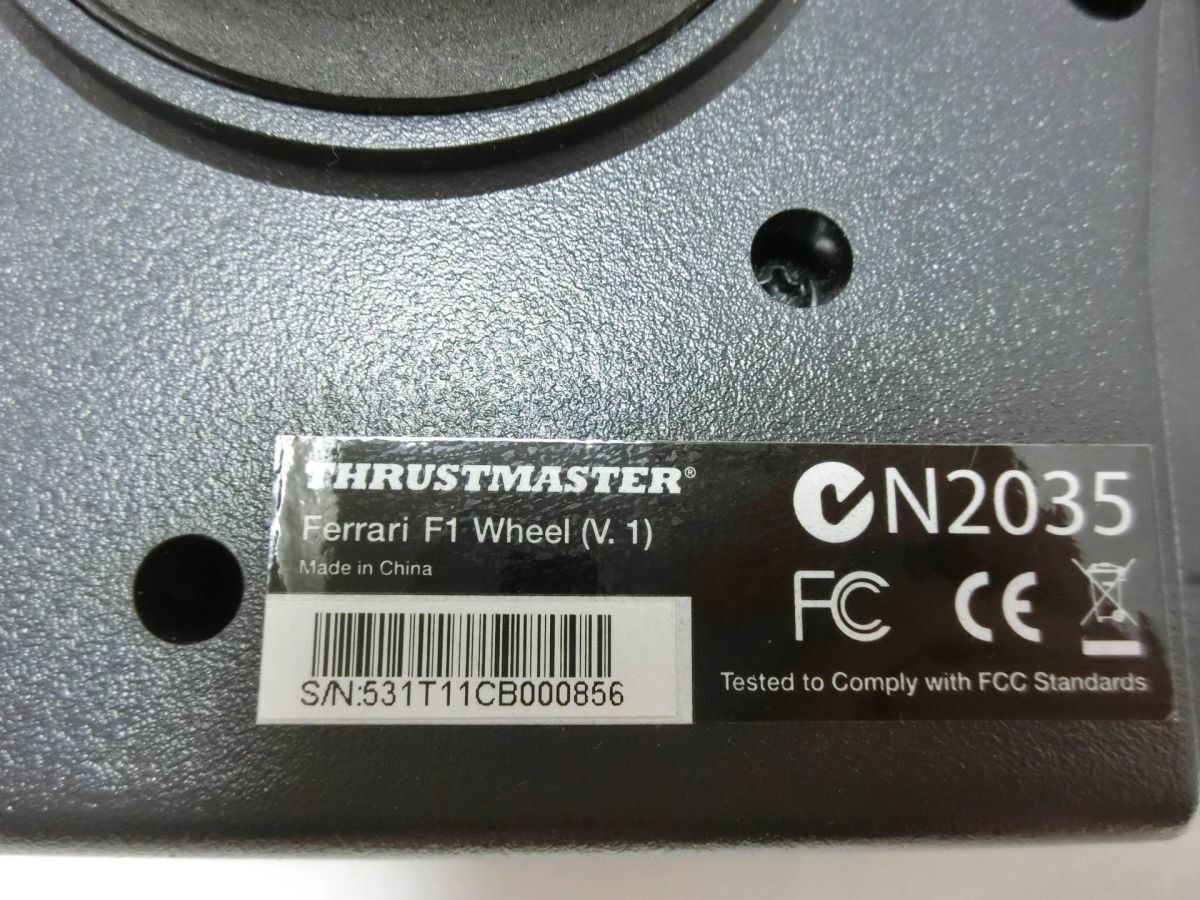 THRUSTMASTER®
Ferrari F1 Wheel (V. 1)
Made in China
S/N:531T11CB000856
N2035
FC CE
Tested to Comply with FCC Standards